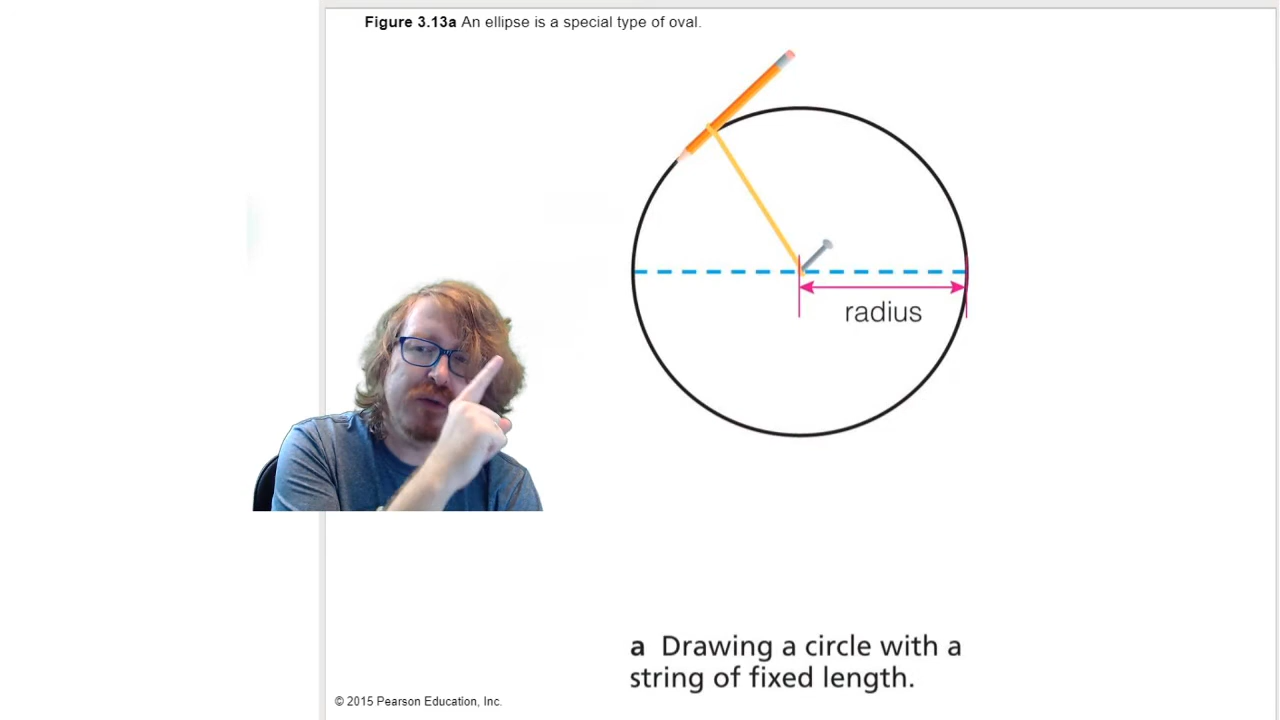 Figure 3.13a An ellipse is a special type of oval.
radius
a Drawing a circle with a
string of fixed length.
© 2015 Pearson Education, Inc.